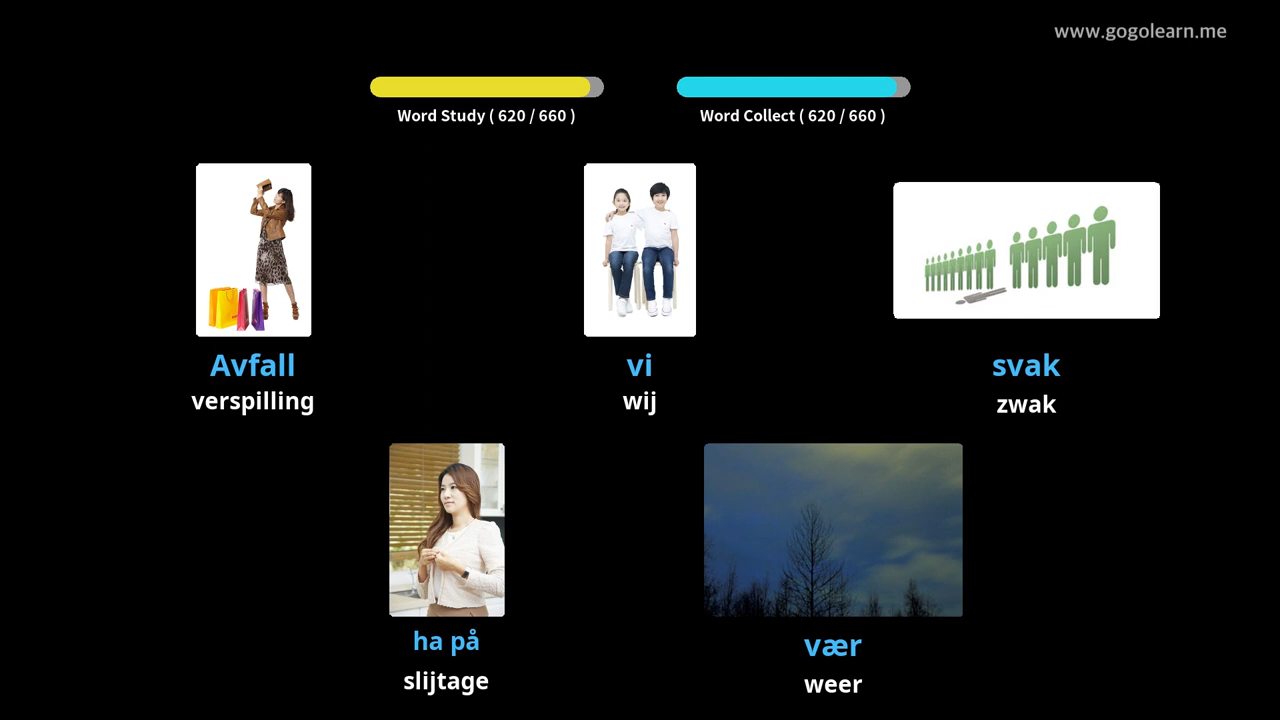 www.gogolearn.me
Word Study ( 620 / 660 )
Word Collect ( 620 / 660 )
Avfall
verspilling
vi
wij
svak
zwak
ha på
slijtage
vær
weer